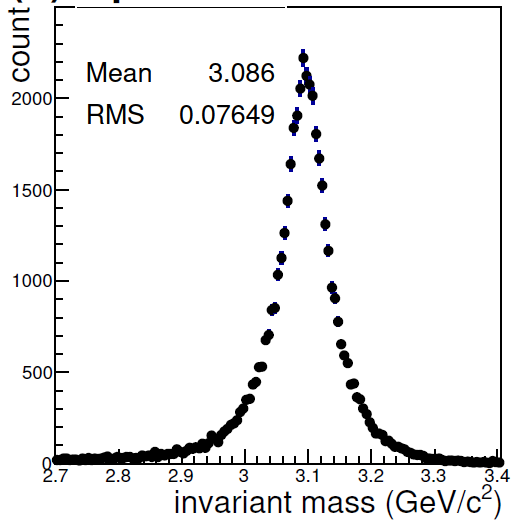 count
Mean 3.086
RMS 0.07649
2000
1500
1000
500
0
2.7 2.8 2.9 3 3.1 3.2 3.3 3.4
invariant mass (GeV/c²)